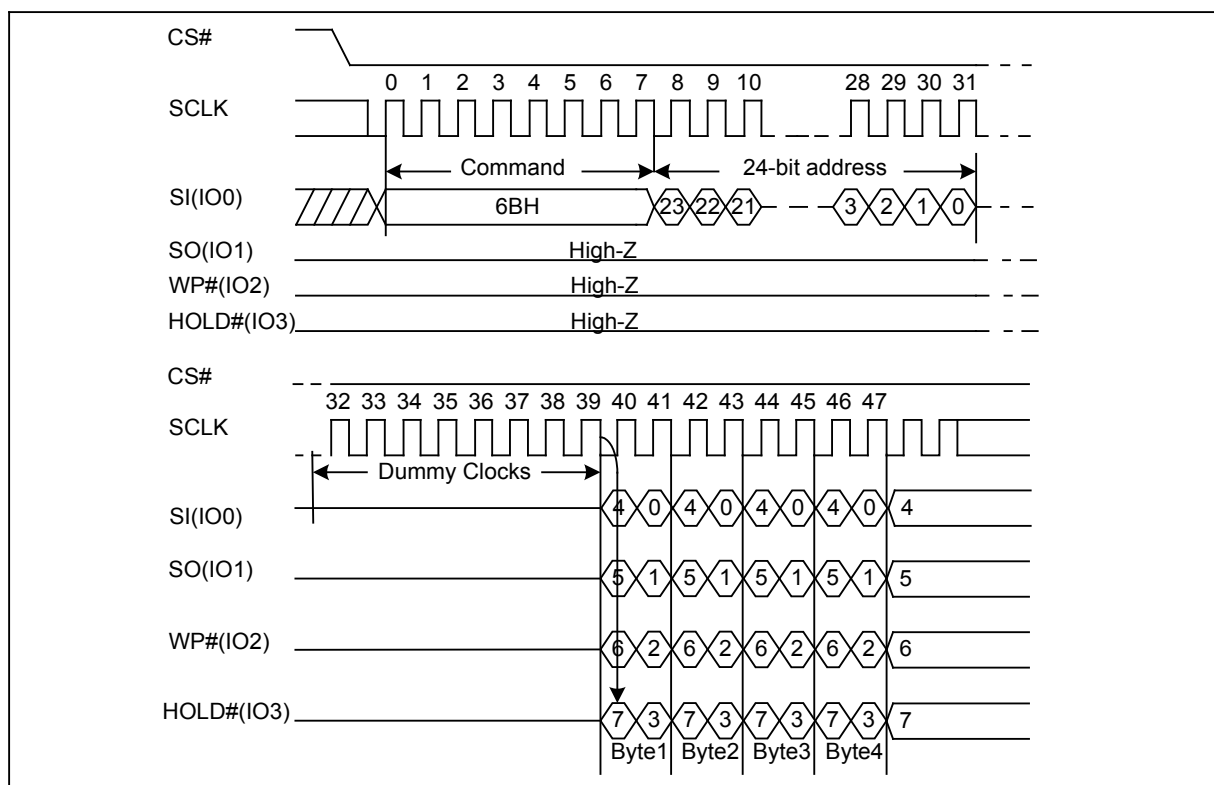 CS#
0 1 2 3 4 5 6 7 8 9 10 28 29 30 31
SCLK
Command 24-bit address
SI(IO0) 6BH 23 22 21 3 2 1 0
SO(IO1) High-Z
WP#(IO2) High-Z
HOLD#(IO3) High-Z
CS#
32 33 34 35 36 37 38 39 40 41 42 43 44 45 46 47
SCLK
Dummy Clocks
SI(IO0) 4 0 4 0 4 0 4 0 4
SO(IO1) 5 1 5 1 5 1 5 1 5
WP#(IO2) 6 2 6 2 6 2 6 2 6
HOLD#(IO3) 7 3 7 3 7 3 7 3 7
Byte1 Byte2 Byte3 Byte4